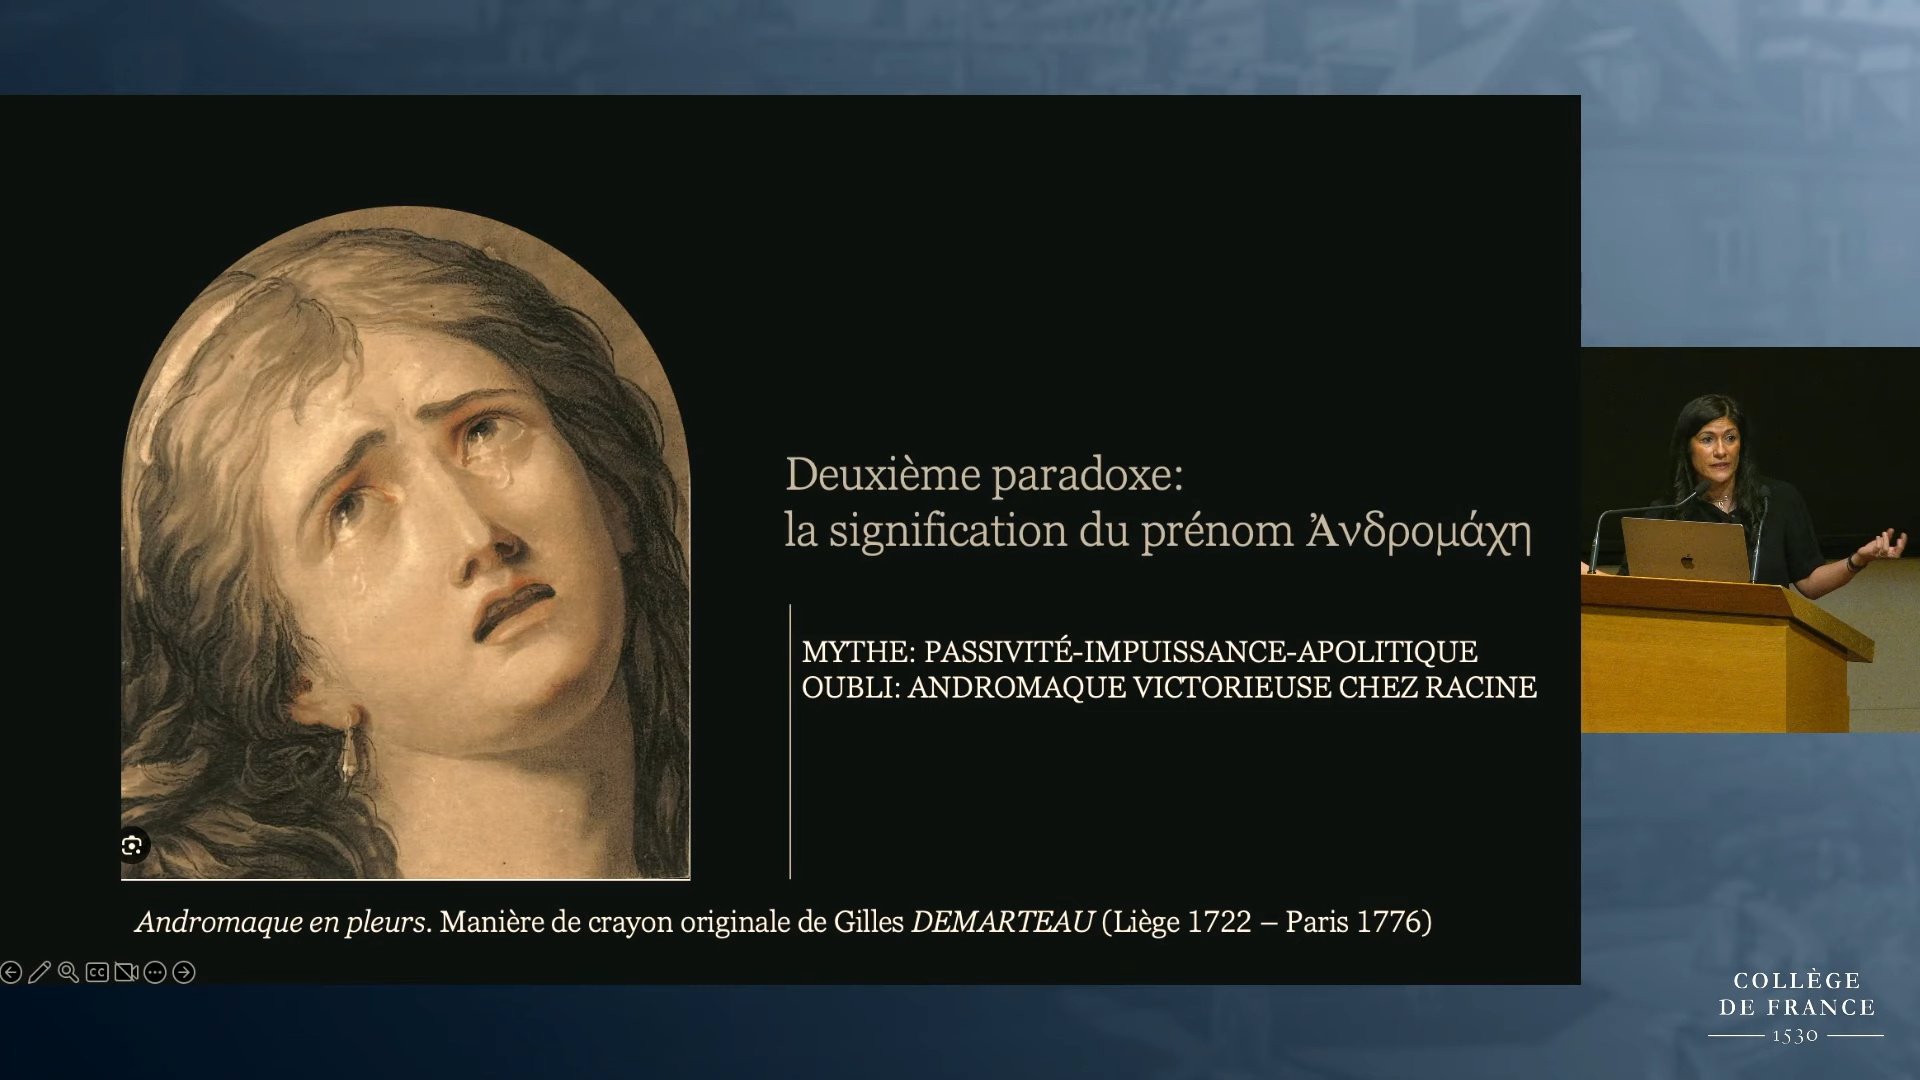 Deuxième paradoxe:
la signification du prénom Ἀνδρομάχη
MYTHE: PASSIVITÉ-IMPUISSANCE-APOLITIQUE
OUBLI: ANDROMAQUE VICTORIEUSE CHEZ RACINE
Andromaque en pleurs. Manière de crayon originale de Gilles DEMARTEAU (Liège 1722 – Paris 1776)
CC
COLLÈGE
DE FRANCE
1530